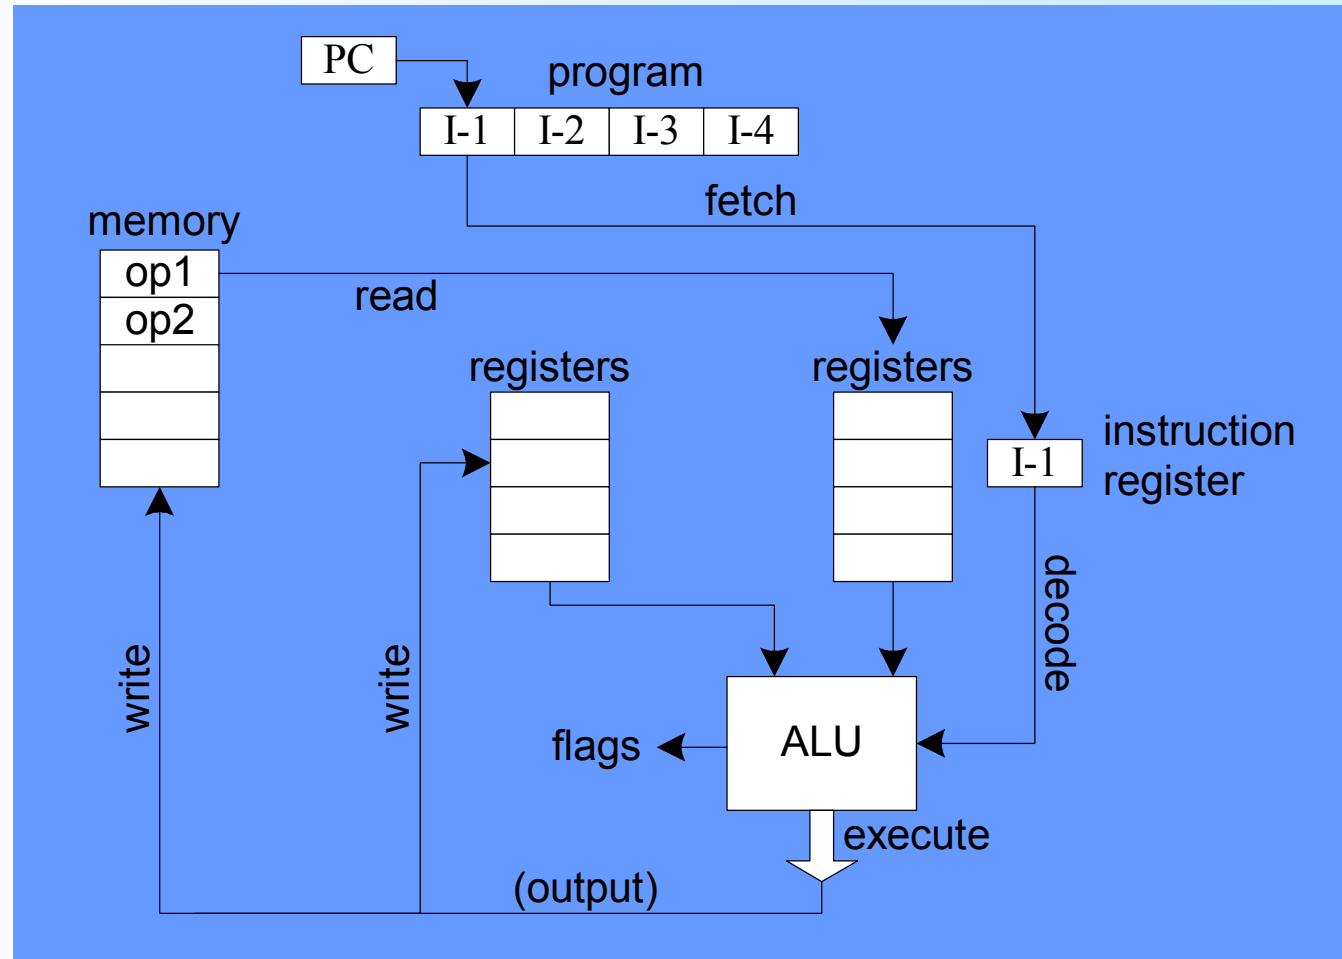 PC
program
I-1 I-2 I-3 I-4
fetch
memory
op1
op2
read
registers
registers
I-1
instruction
register
decode
write
write
flags
ALU
execute
(output)